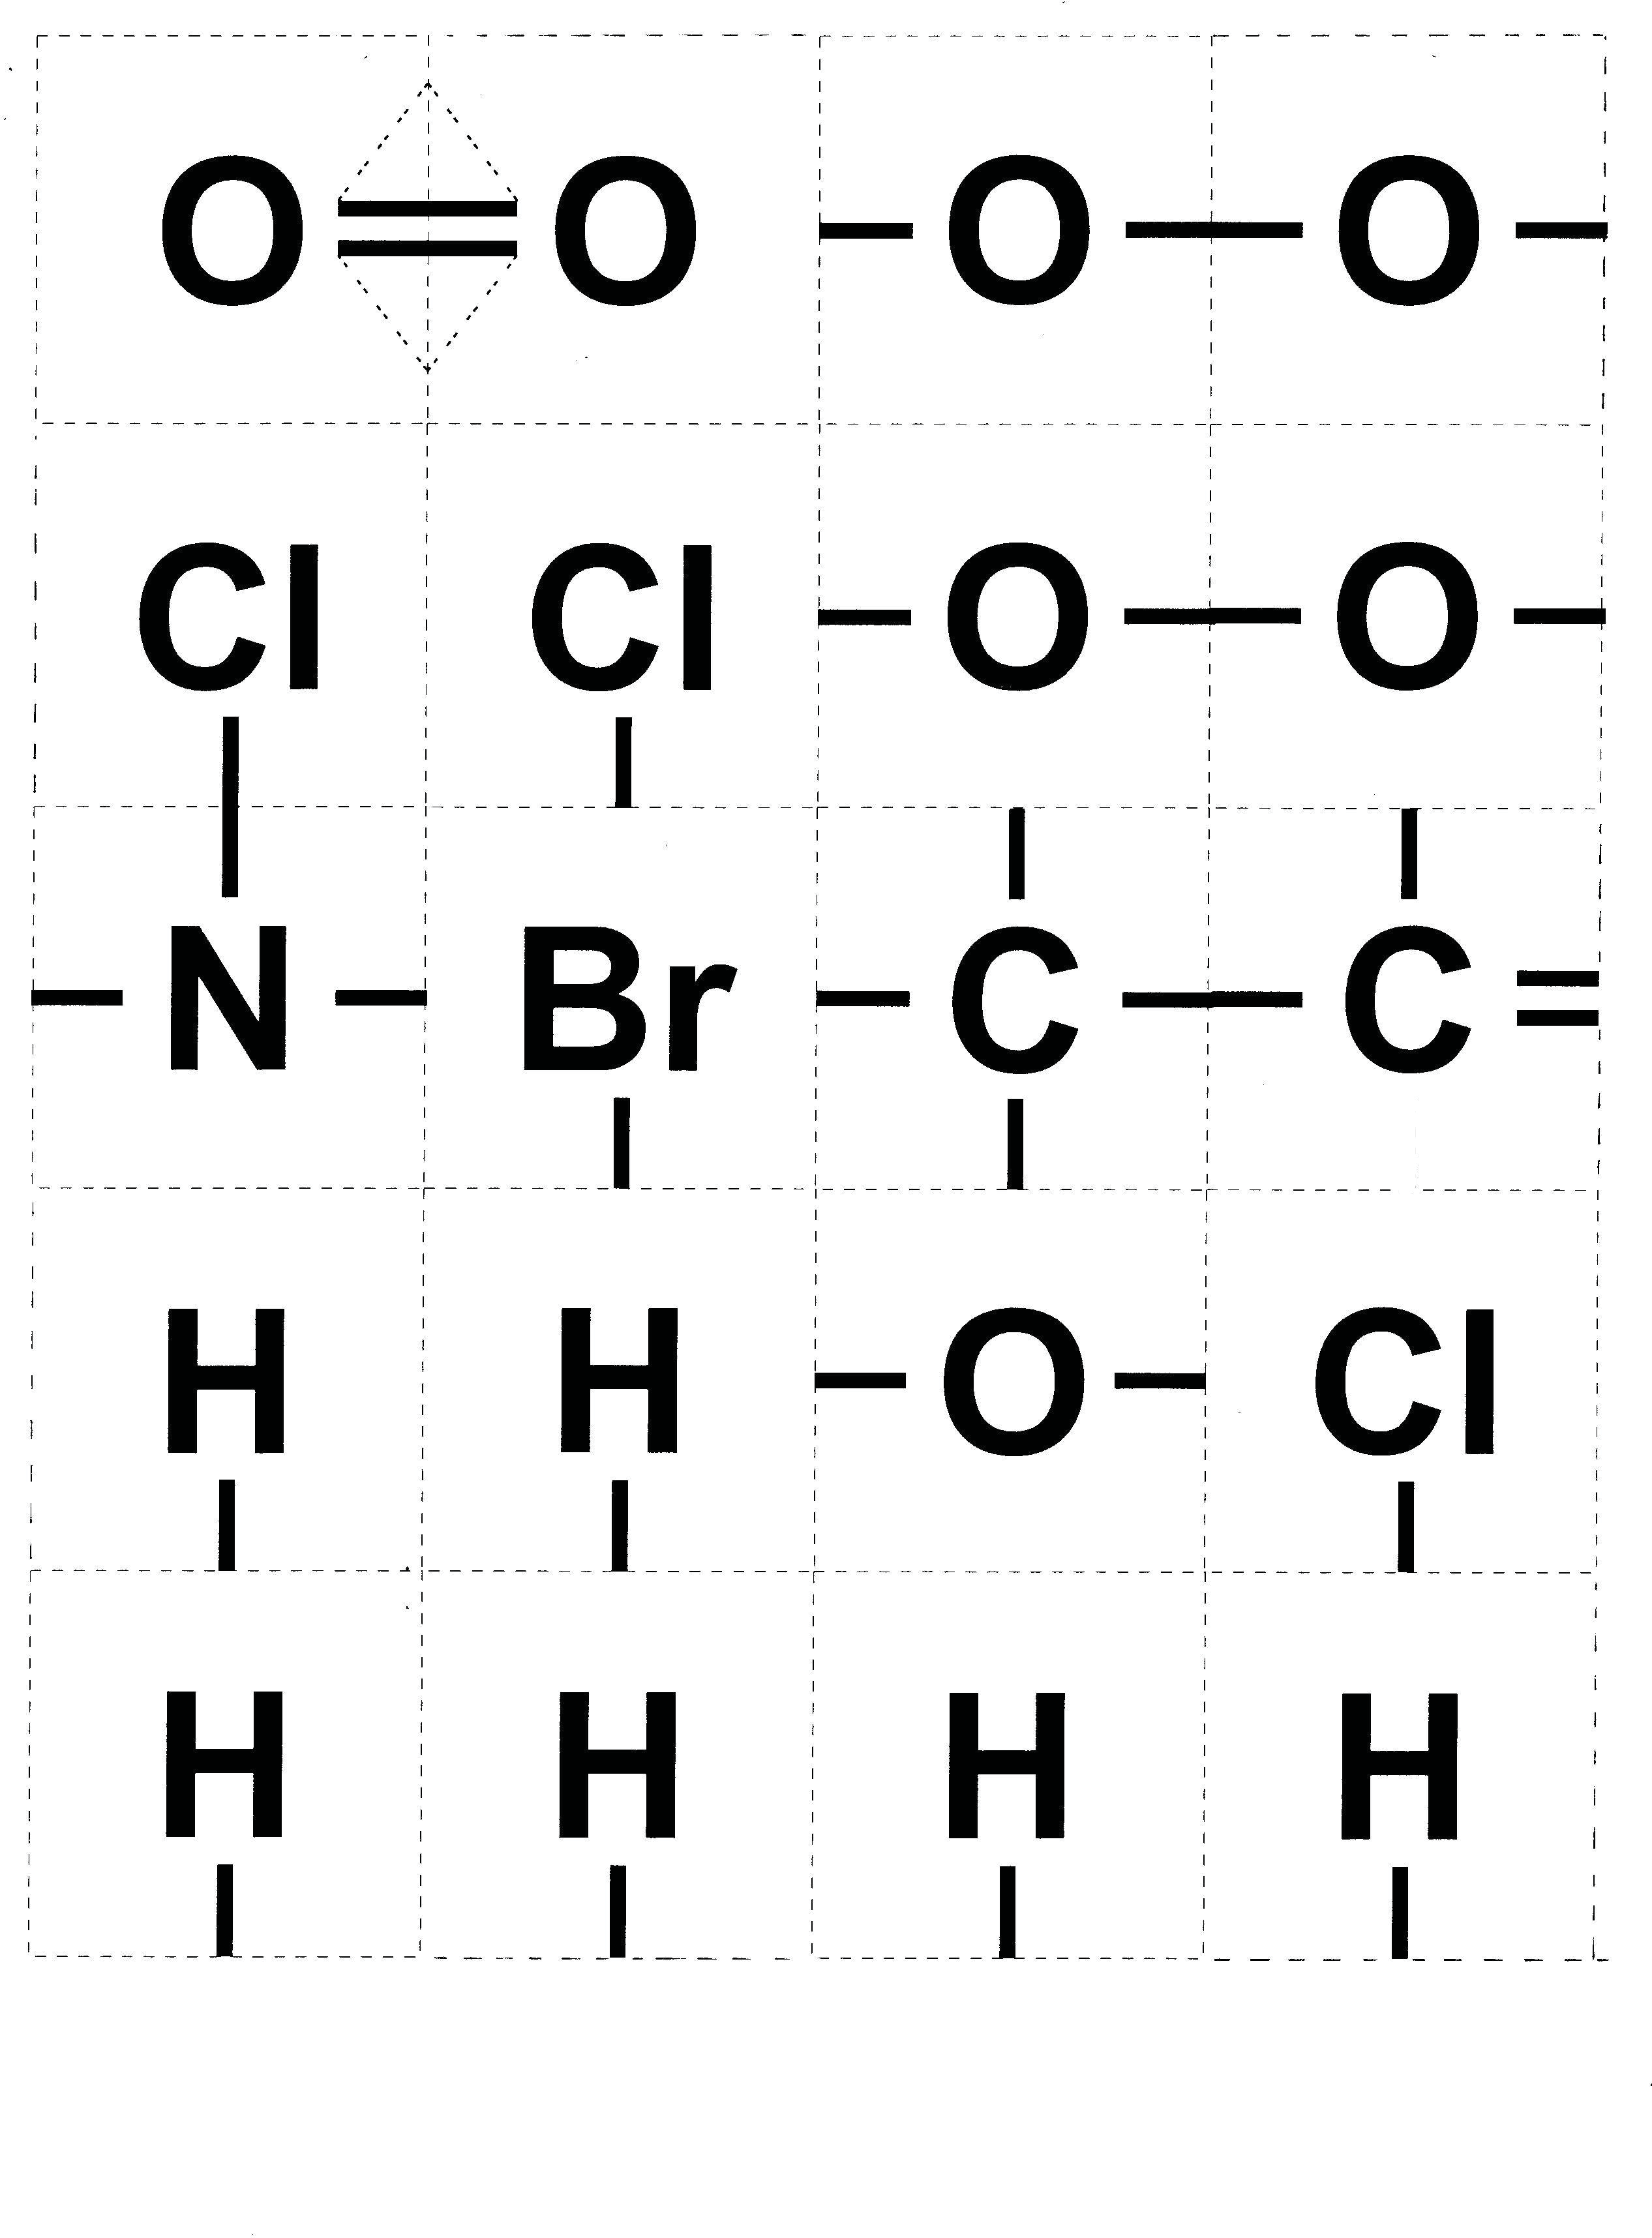 O=O -O-O-
Cl Cl -O-O-
-N- Br -C-C=
H H -O- Cl
H H H H